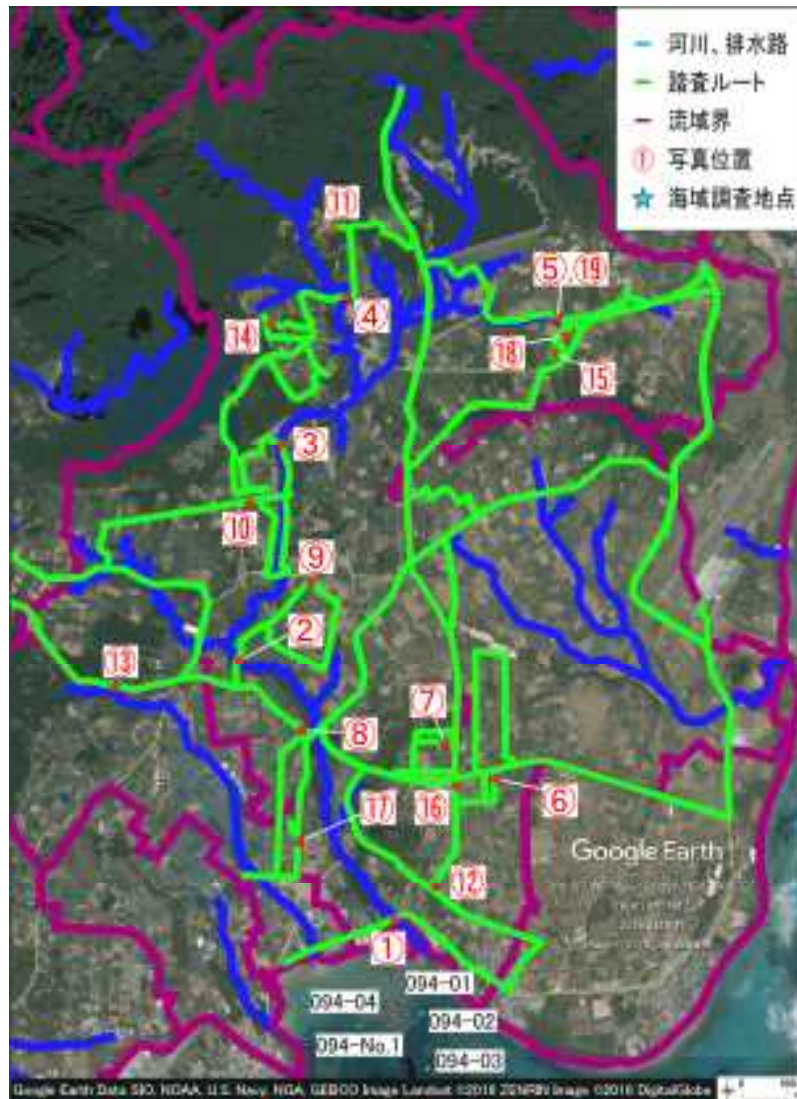 河川、排水路
踏査ルート
流域界
① 写真位置
海域調査地点
⑪
⑤ ⑲
④
⑭
⑱
⑮
③
⑩
⑨
②
⑬
⑦
⑧
⑯
⑥
⑰
Google Earth
⑫
①
094-01
094-04
094-02
094-No.1
094-03
Google Earth Data SIO, NOAA, U.S. Navy, NGA, GEBCO Image Landsat ©2016 ZENRIN Image ©2016 DigitalGlobe